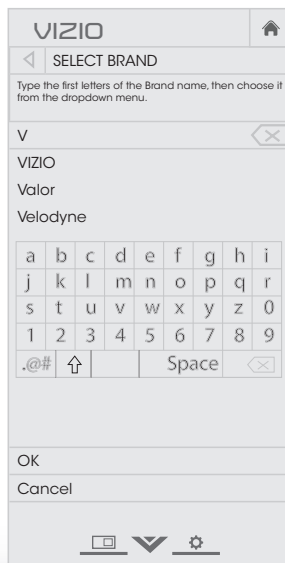 VIZIO
SELECT BRAND
Type the first letters of the Brand name, then choose it
from the dropdown menu.
V
VIZIO
Valor
Velodyne
a b c d e f g h i
j k l m n o p q r
s t u v w x y z 0
1 2 3 4 5 6 7 8 9
.@# Space
OK
Cancel